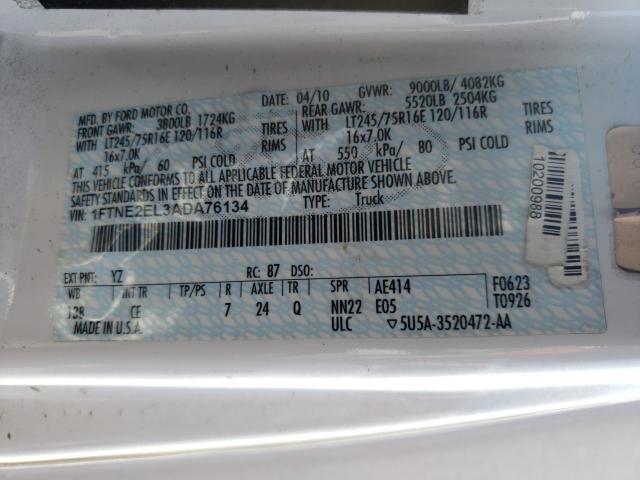 MFD. BY FORD MOTOR CO.
DATE: 04/10 GVWR: 9000LB/ 4082KG
FRONT GAWR: 3800LB 1724KG REAR GAWR: 5520LB 2504KG
WITH LT245/75R16E 120/116R TIRES WITH LT245/75R16E 120/116R TIRES
16x7.0K RIMS 16x7.0K RIMS
AT 415 kPa/ 60 PSI COLD AT 550 kPa/ 80 PSI COLD
THIS VEHICLE CONFORMS TO ALL APPLICABLE FEDERAL MOTOR VEHICLE
SAFETY STANDARDS IN EFFECT ON THE DATE OF MANUFACTURE SHOWN ABOVE.
VIN: 1FTNE2EL3ADA76134 TYPE: Truck
10200988
EXT PNT: YZ RC: 87 DSO:
WB INT TR TP/PS R AXLE TR SPR AE414 F0623
138 CE 7 24 Q NN22 E05 T0926
MADE IN U.S.A. ULC ▽5U5A-3520472-AA